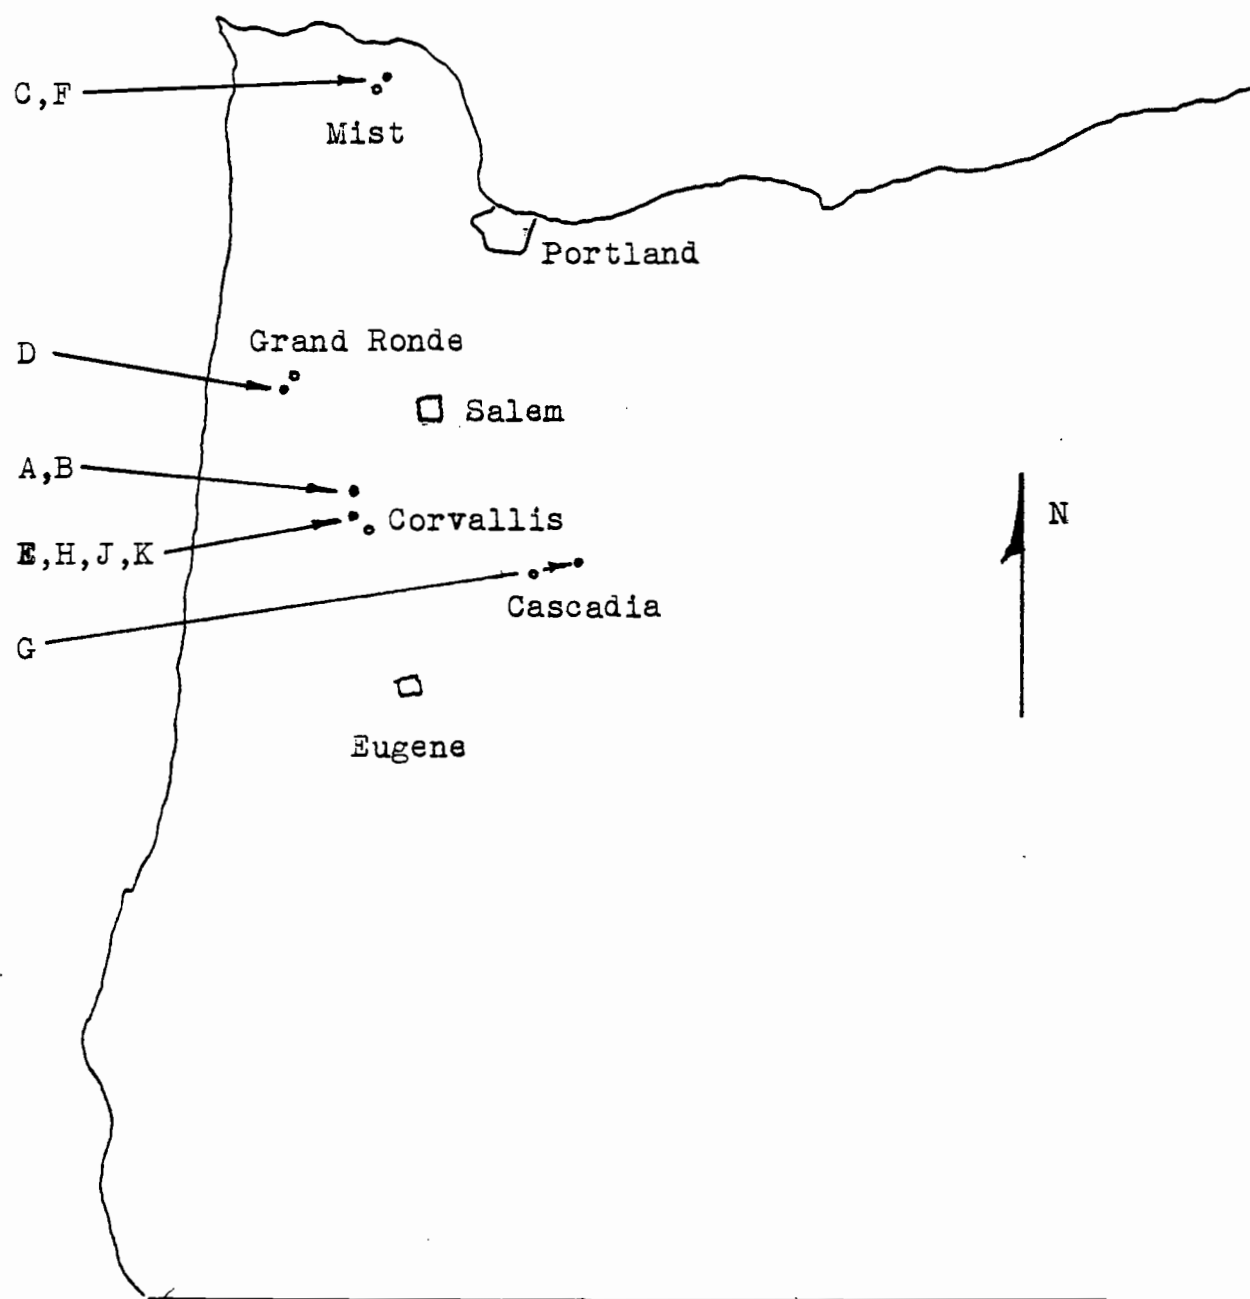 C,F
Mist
Portland
Grand Ronde
D
Salem
A,B
Corvallis
N
E,H,J,K
Cascadia
G
Eugene